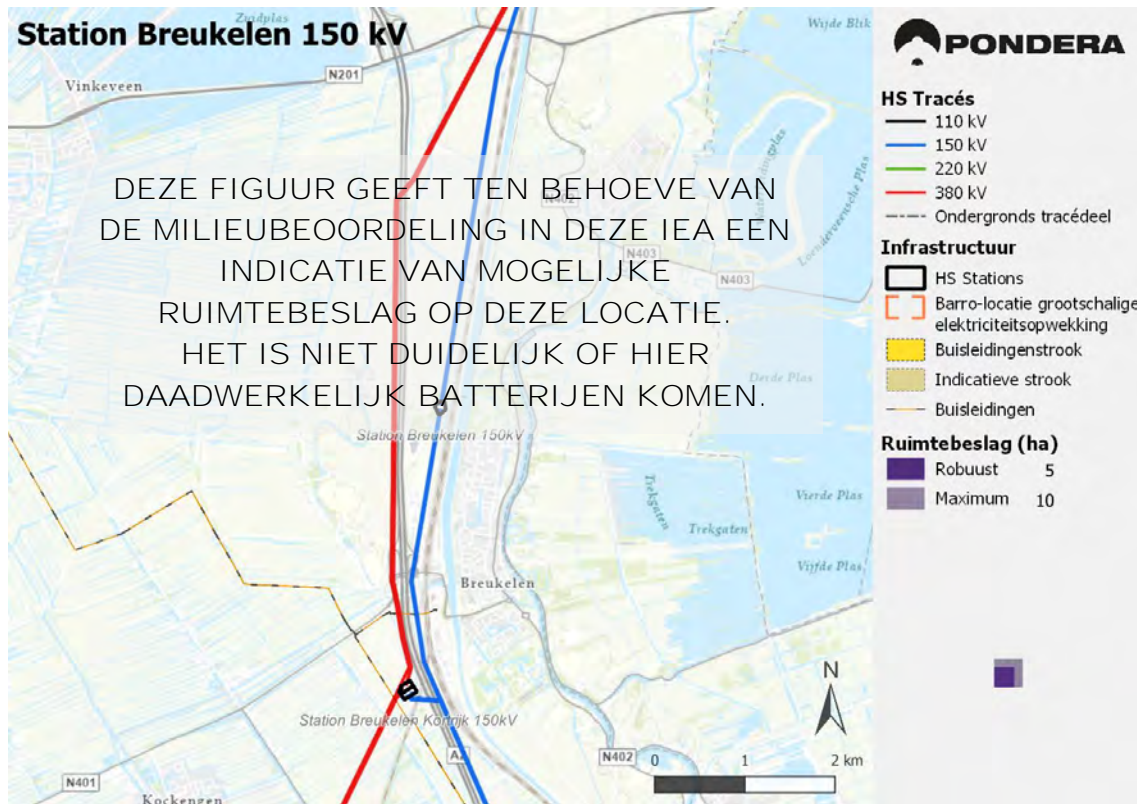 Station Breukelen 150 kV
Zuidplas
Vinkeveen
N201
Wijde Blik
DEZE FIGUUR GEEFT TEN BEHOEVE VAN
DE MILIEUBEOORDELING IN DEZE IEA EEN
INDICATIE VAN MOGELIJKE
RUIMTEBESLAG OP DEZE LOCATIE.
HET IS NIET DUIDELIJK OF HIER
DAADWERKELIJK BATTERIJEN KOMEN.
N402
N403
N403
Loenderveensche Plas
Derde Plas
Station Breukelen 150kV
Trekgaten
Trekgaten
Vierde Plas
Vijfde Plas
Breukelen
Station Breukelen Kortrijk 150kV
A2
N402
N401
Kockengen
N
0 1 2 km
PONDERA
HS Tracés
110 kV
150 kV
220 kV
380 kV
Ondergronds tracédeel
Infrastructuur
HS Stations
Barro-locatie grootschalige
elektriciteitsopwekking
Buisleidingenstrook
Indicatieve strook
Buisleidingen
Ruimtebeslag (ha)
Robuust 5
Maximum 10